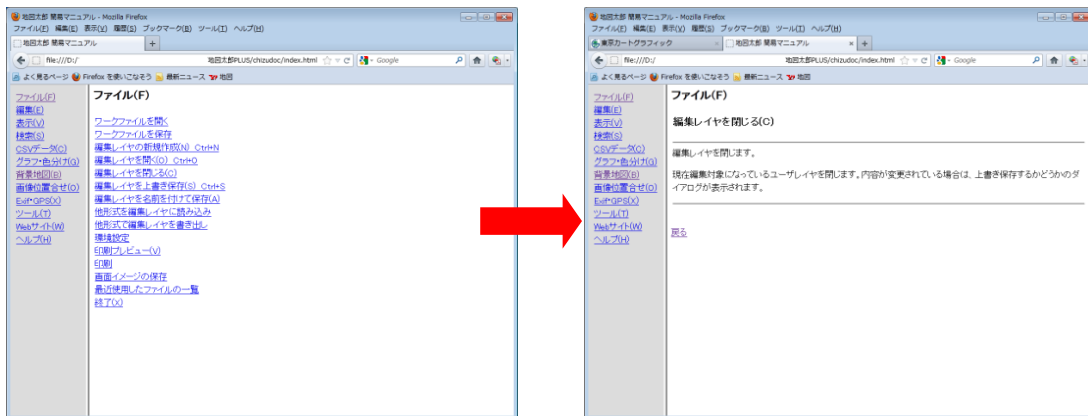 地図太郎 簡易マニュアル - Mozilla Firefox
ファイル(F) 編集(E) 表示(V) 履歴(S) ブックマーク(B) ツール(T) ヘルプ(H)
地図太郎 簡易マニュアル
file:///D:/ 地図太郎PLUS/chizudoc/index.html Google
よく見るページ Firefox を使いこなそう 最新ニュース 地図
ファイル(F)
編集(E)
表示(V)
検索(S)
CSVデータ(C)
グラフ・色分け(G)
背景地図(B)
画像位置合せ(O)
Exif・GPS(X)
ツール(T)
Webサイト(W)
ヘルプ(H)
ファイル(F)
ワークファイルを開く
ワークファイルを保存
編集レイヤの新規作成(N) Ctrl+N
編集レイヤを開く(O) Ctrl+O
編集レイヤを閉じる(C)
編集レイヤを上書き保存(S) Ctrl+S
編集レイヤを名前を付けて保存(A)
他形式を編集レイヤに読み込み
他形式で編集レイヤを書き出し
環境設定
印刷プレビュー(V)
印刷
画面イメージの保存
最近使用したファイルの一覧
終了(X)
地図太郎 簡易マニュアル - Mozilla Firefox
ファイル(F) 編集(E) 表示(V) 履歴(S) ブックマーク(B) ツール(T) ヘルプ(H)
東京カートグラフィック 地図太郎 簡易マニュアル
file:///D:/ 地図太郎PLUS/chizudoc/index.html Google
よく見るページ Firefox を使いこなそう 最新ニュース 地図
ファイル(F)
編集(E)
表示(V)
検索(S)
CSVデータ(C)
グラフ・色分け(G)
背景地図(B)
画像位置合せ(O)
Exif・GPS(X)
ツール(T)
Webサイト(W)
ヘルプ(H)
ファイル(F)
編集レイヤを閉じる(C)
編集レイヤを閉じます。
現在編集対象になっているユーザレイヤを閉じます。内容が変更されている場合は、上書き保存するかどうかのダ
イアログが表示されます。
戻る